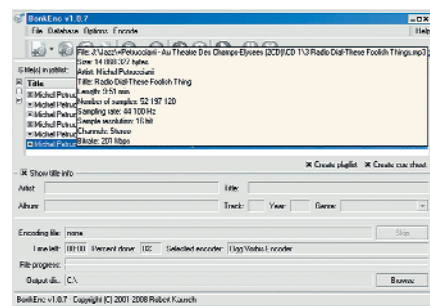 BonkEnc v1.0.7
File Database Options Encode Help
File: J:\Jazz\Petrucciani - Au Theatre Des Champs-Elysees [2CD]\CD 1\3 Radio Dial-These Foolish Things.mp3
Size: 14 868 327 bytes
6 file(s) in joblist:
Artist: Michel Petrucciani
Title
Title: Radio Dial-These Foolish Thing
Michel Petruc
Length: 9:51 min
Michel Petruc
Number of samples: 52 197 120
Michel Petruc
Sampling rate: 44 100 Hz
Michel Petruc
Sample resolution: 16 bit
Michel Petruc
Channels: Stereo
Michel Petruc
Bitrate: 201 kbps
Create playlist Create cue sheet
Show title info
Artist: Title:
Album: Track: Year: Genre:
Encoding file: none Skip
Time left: 00:00 Percent done: 0% Selected encoder: Ogg Vorbis Encoder
File progress:
Output dir.: C:\ Browse
BonkEnc v1.0.7 - Copyright (C) 2001-2008 Robert Kausch